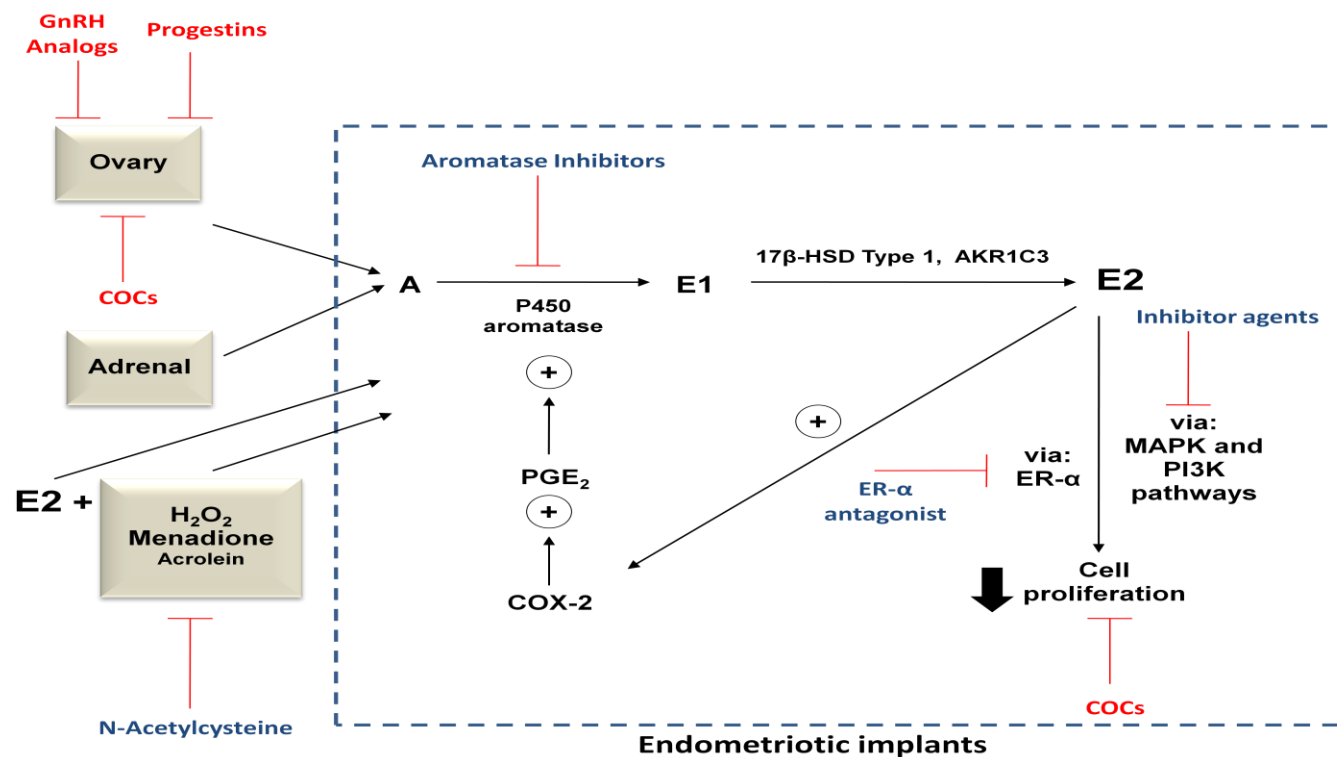 GnRH
Analogs
Progestins
Ovary
COCs
Adrenal
E2 +
H₂O₂
Menadione
Acrolein
N-Acetylcysteine
Aromatase Inhibitors
A
P450
aromatase
E1
17β-HSD Type 1, AKR1C3
E2
Inhibitor agents
+
PGE₂
+
COX-2
+
ER-α
antagonist
via:
ER-α
via:
MAPK and
PI3K
pathways
Cell
proliferation
COCs
Endometriotic implants